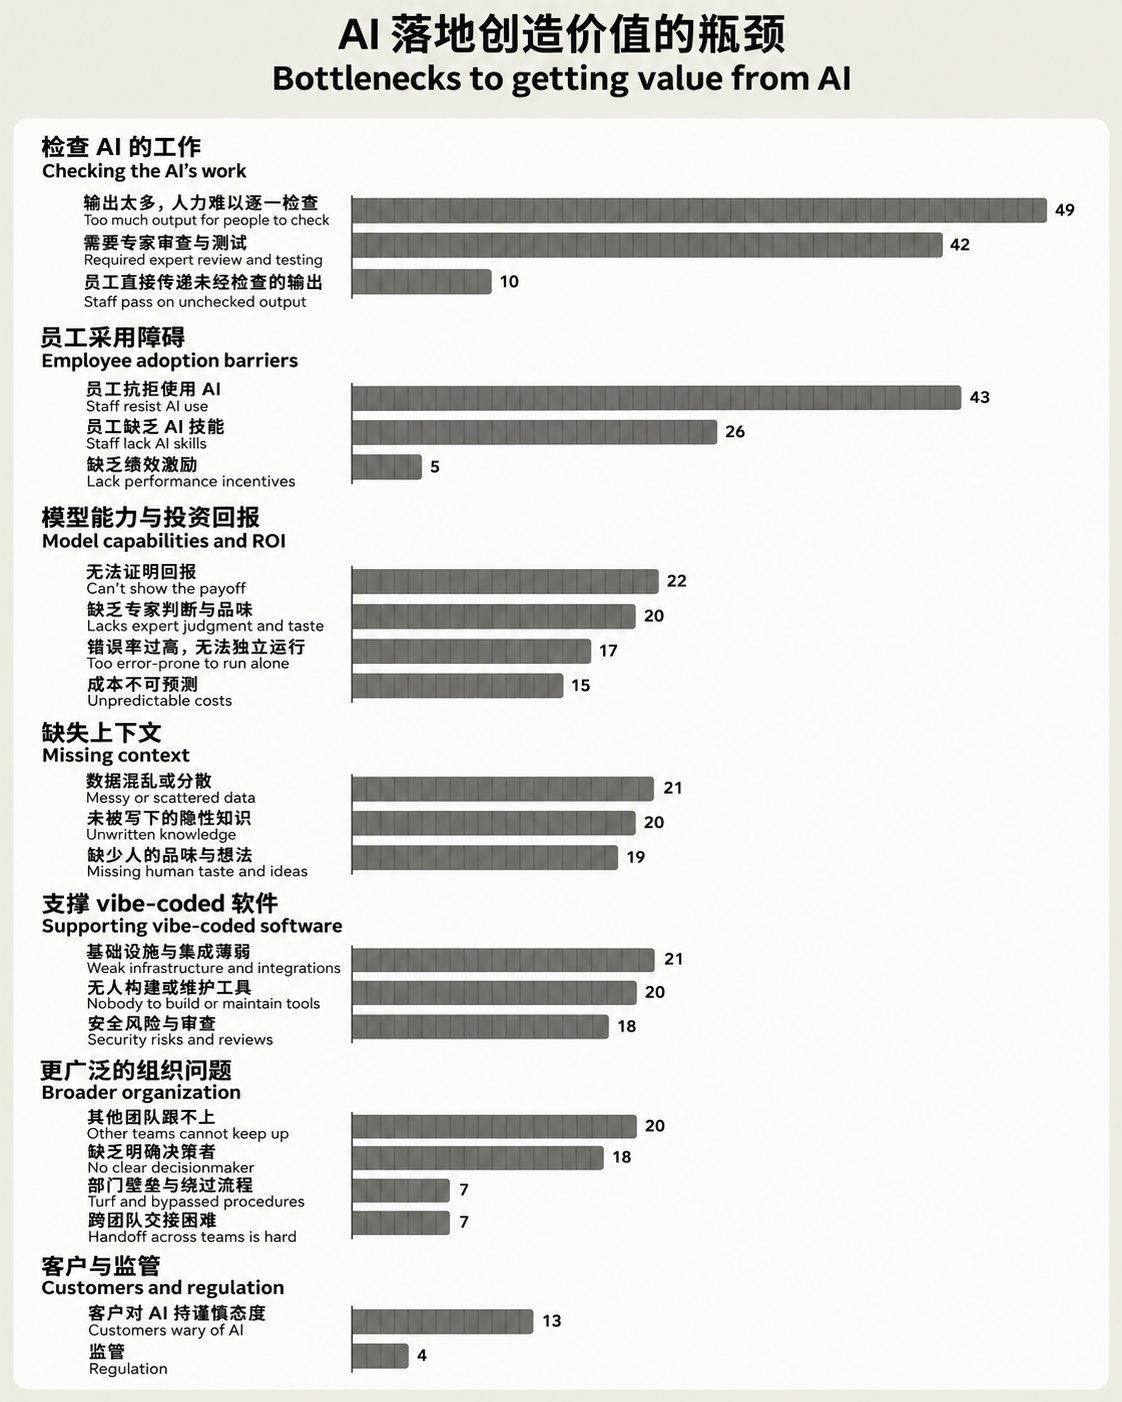 AI 落地创造价值的瓶颈
Bottlenecks to getting value from AI
检查 AI 的工作
Checking the AI's work
输出太多，人力难以逐一检查
Too much output for people to check
49
需要专家审查与测试
Required expert review and testing
42
员工直接传递未经检查的输出
Staff pass on unchecked output
10
员工采用障碍
Employee adoption barriers
员工抗拒使用 AI
Staff resist AI use
43
员工缺乏 AI 技能
Staff lack AI skills
26
缺乏绩效激励
Lack performance incentives
5
模型能力与投资回报
Model capabilities and ROI
无法证明回报
Can't show the payoff
22
缺乏专家判断与品味
Lacks expert judgment and taste
20
错误率过高，无法独立运行
Too error-prone to run alone
17
成本不可预测
Unpredictable costs
15
缺失上下文
Missing context
数据混乱或分散
Messy or scattered data
21
未被写下的隐性知识
Unwritten knowledge
20
缺少人的品味与想法
Missing human taste and ideas
19
支撑 vibe-coded 软件
Supporting vibe-coded software
基础设施与集成薄弱
Weak infrastructure and integrations
21
无人构建或维护工具
Nobody to build or maintain tools
20
安全风险与审查
Security risks and reviews
18
更广泛的组织问题
Broader organization
其他团队跟不上
Other teams cannot keep up
20
缺乏明确决策者
No clear decisionmaker
18
部门壁垒与绕过流程
Turf and bypassed procedures
7
跨团队交接困难
Handoff across teams is hard
7
客户与监管
Customers and regulation
客户对 AI 持谨慎态度
Customers wary of AI
13
监管
Regulation
4